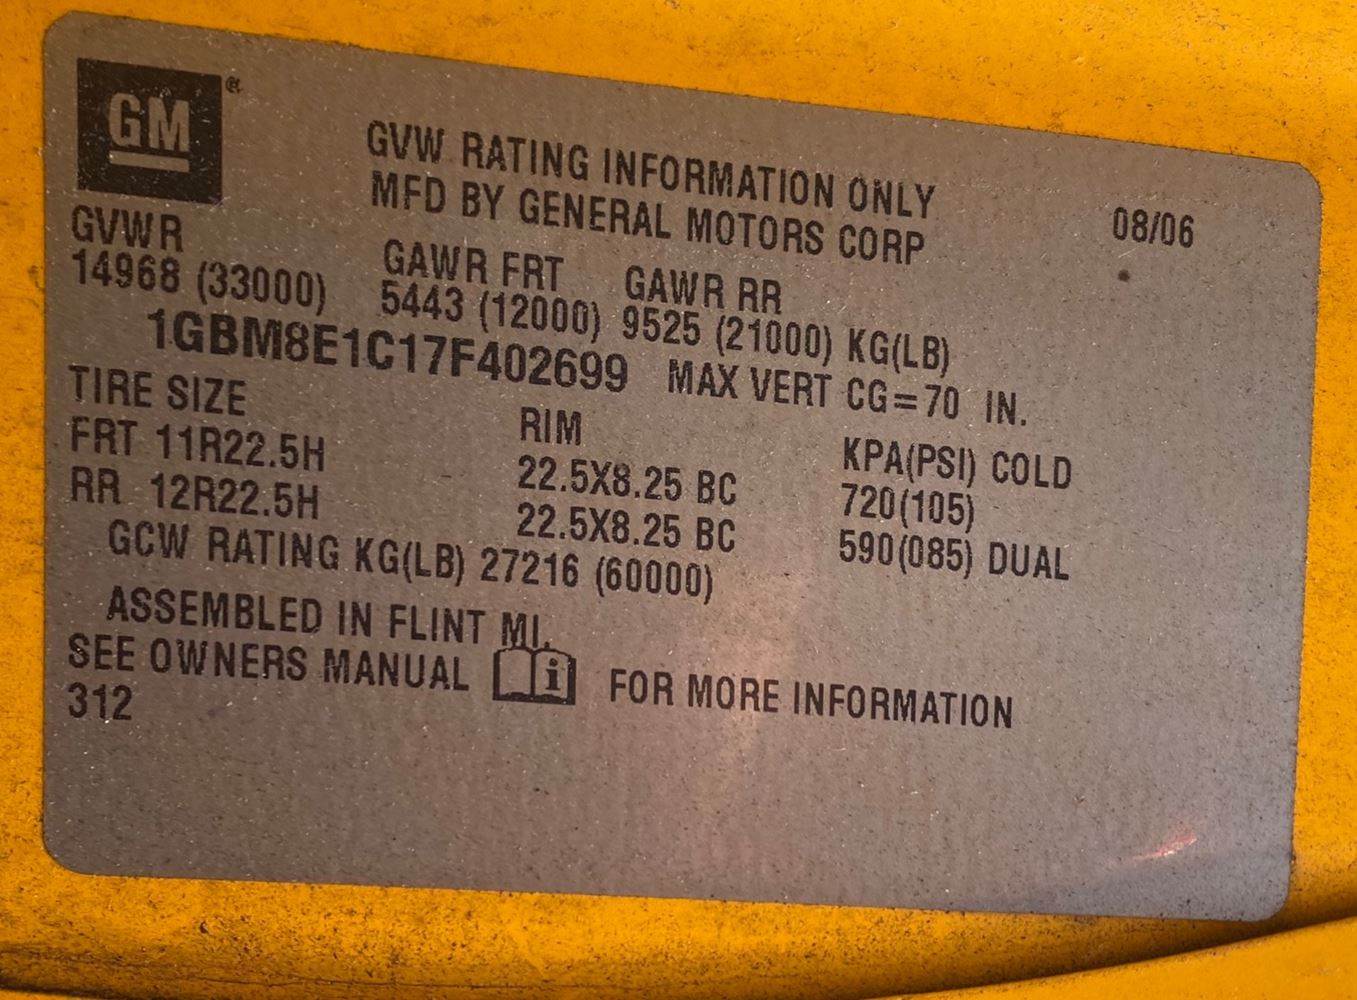 GM ®
GVW RATING INFORMATION ONLY
MFD BY GENERAL MOTORS CORP 08/06
GVWR GAWR FRT GAWR RR
14968 (33000) 5443 (12000) 9525 (21000) KG(LB)
1GBM8E1C17F402699 MAX VERT CG=70 IN.
TIRE SIZE RIM KPA(PSI) COLD
FRT 11R22.5H 22.5X8.25 BC 720(105)
RR 12R22.5H 22.5X8.25 BC 590(085) DUAL
GCW RATING KG(LB) 27216 (60000)
ASSEMBLED IN FLINT MI.
SEE OWNERS MANUAL i FOR MORE INFORMATION
312